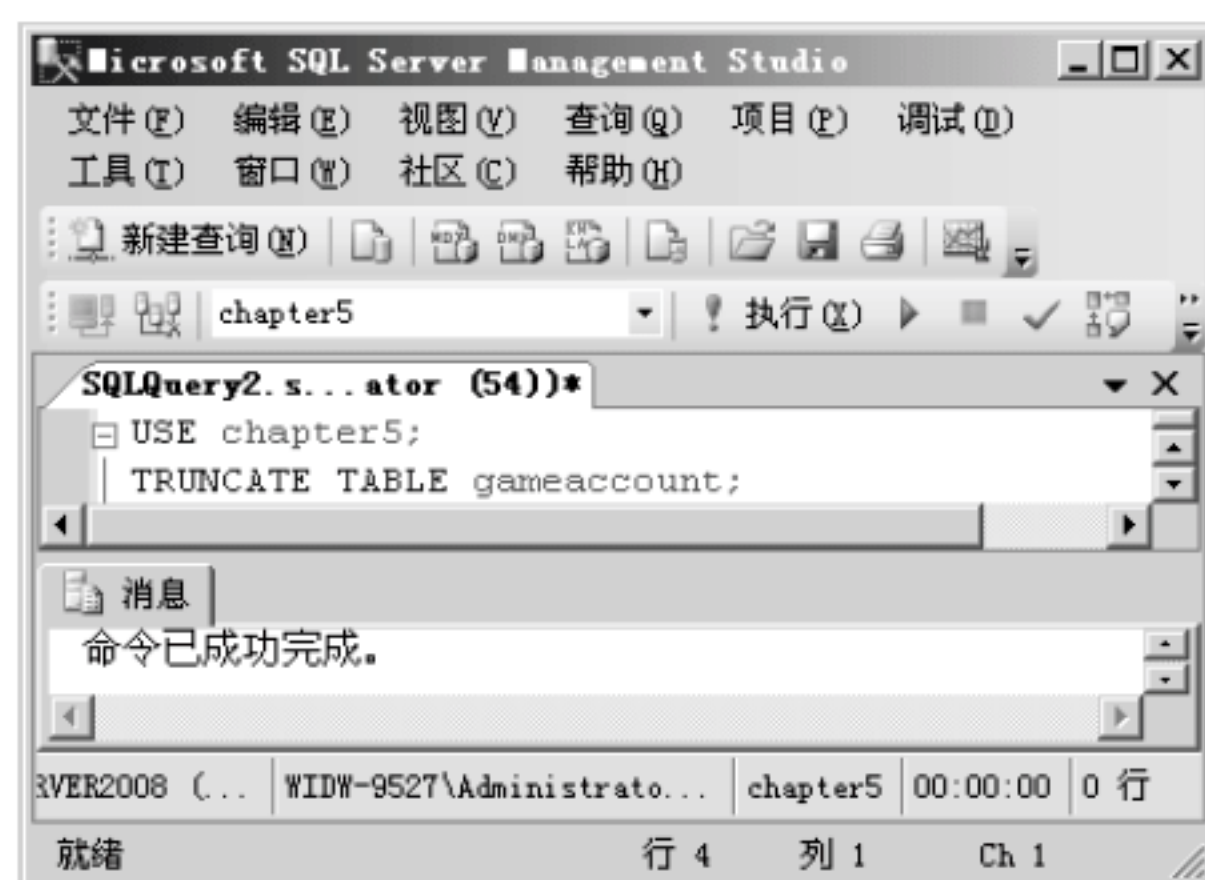 Microsoft SQL Server Management Studio
文件(F) 编辑(E) 视图(V) 查询(Q) 项目(P) 调试(D)
工具(T) 窗口(W) 社区(C) 帮助(H)
新建查询(N)
chapter5 执行(X)
SQLQuery2.s...ator (54))*
USE chapter5;
TRUNCATE TABLE gameaccount;
消息
命令已成功完成。
RVER2008 (... WIDW-9527\Administrato... chapter5 00:00:00 0 行
就绪 行 4 列 1 Ch 1